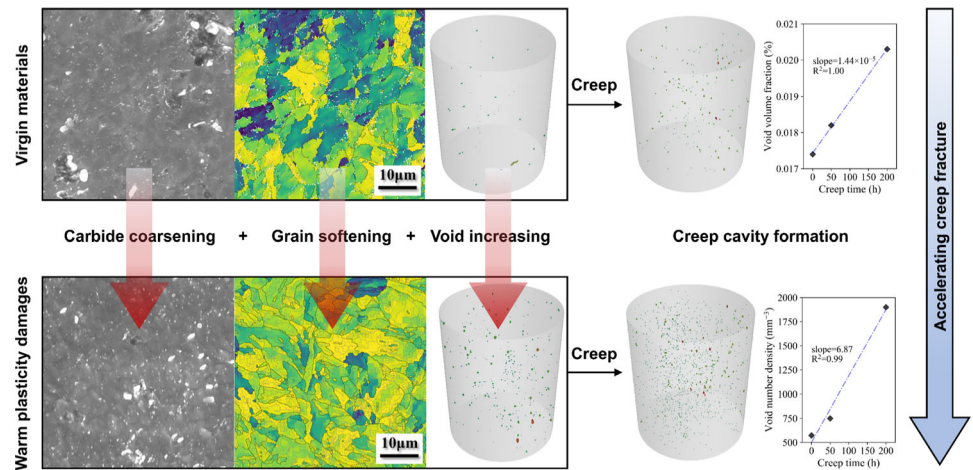 Virgin materials
10μm
Creep
Void volume fraction (%)
0.021
0.020
0.019
0.018
0.017
slope=1.44×10⁻⁵
R²=1.00
0 50 100 150 200
Creep time (h)
Accelerating creep fracture
Carbide coarsening + Grain softening + Void increasing
Creep cavity formation
Warm plasticity damages
10μm
Creep
Void number density (mm⁻³)
2000
1750
1500
1250
1000
750
500
slope=6.87
R²=0.99
0 50 100 150 200
Creep time (h)